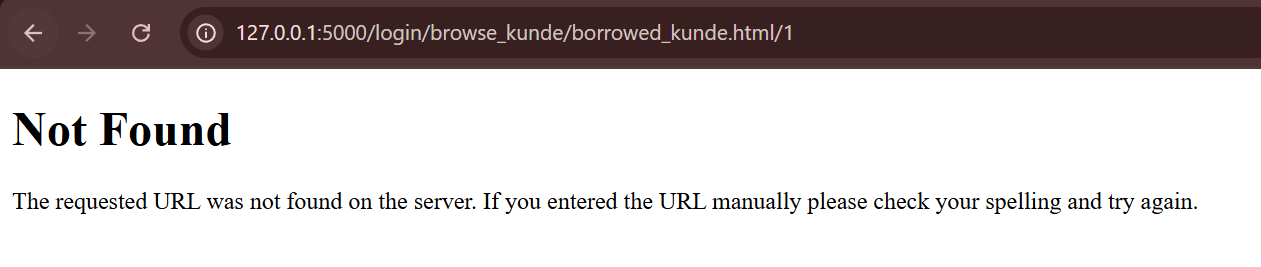 127.0.0.1:5000/login/browse_kunde/borrowed_kunde.html/1
Not Found
The requested URL was not found on the server. If you entered the URL manually please check your spelling and try again.